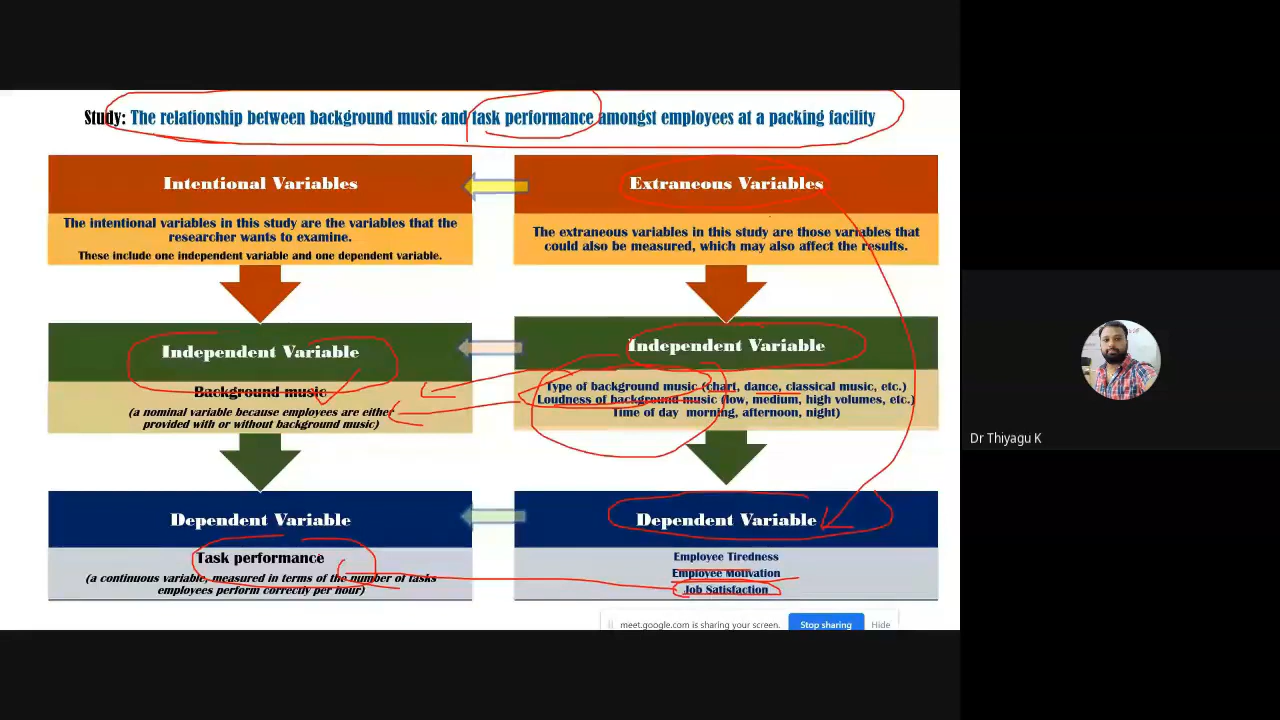 Study: The relationship between background music and task performance amongst employees at a packing facility
Intentional Variables
The intentional variables in this study are the variables that the
researcher wants to examine.
These include one independent variable and one dependent variable.
Extraneous Variables
The extraneous variables in this study are those variables that
could also be measured, which may also affect the results.
Independent Variable
Background music
(a nominal variable because employees are either
provided with or without background music)
Independent Variable
Type of background music (chart, dance, classical music, etc.)
Loudness of background music (low, medium, high volumes, etc.)
Time of day morning, afternoon, night)
Dependent Variable
Task performance
(a continuous variable, measured in terms of the number of tasks
employees perform correctly per hour)
Dependent Variable
Employee Tiredness
Employee Motivation
Job Satisfaction
meet.google.com is sharing your screen.
Stop sharing
Hide
Dr Thiyagu K